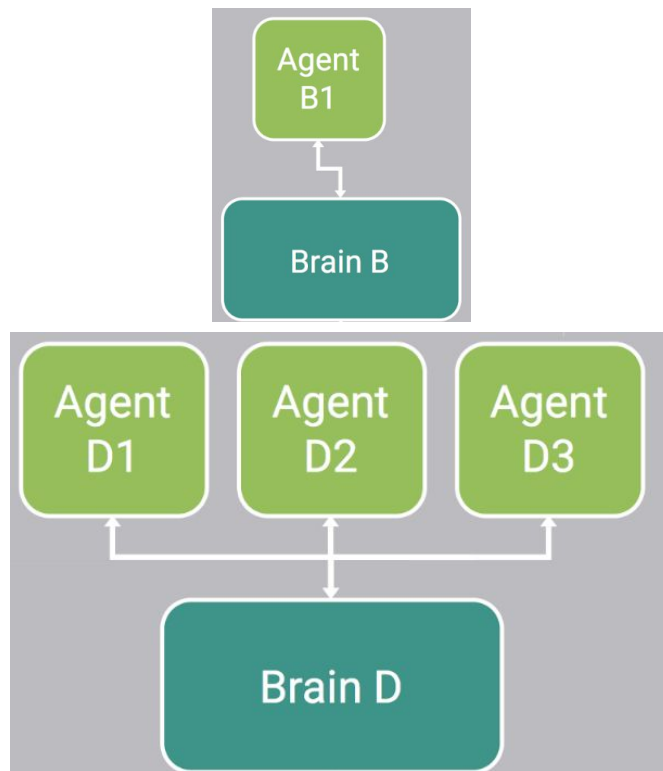 Agent
B1
Brain B
Agent
D1
Agent
D2
Agent
D3
Brain D